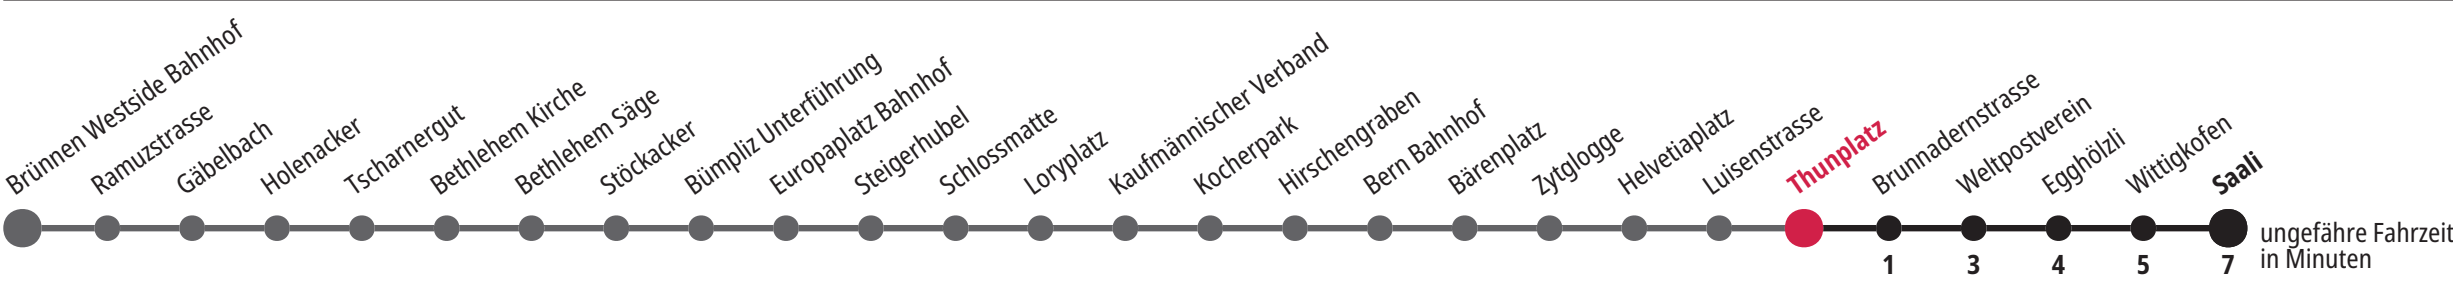 Brünnen Westside Bahnhof
Ramuzstrasse
Gäbelbach
Holenacker
Tscharnergut
Bethlehem Kirche
Bethlehem Säge
Stöckacker
Bümpliz Unterführung
Europaplatz Bahnhof
Steigerhubel
Schlossmatte
Loryplatz
Kaufmännischer Verband
Kocherpark
Hirschengraben
Bern Bahnhof
Bärenplatz
Zytglogge
Helvetiaplatz
Luisenstrasse
Thunplatz
Brunnadernstrasse
Weltpostverein
Egghölzli
Wittigkofen
Saali
1 3 4 5 7
ungefähre Fahrzeit
in Minuten